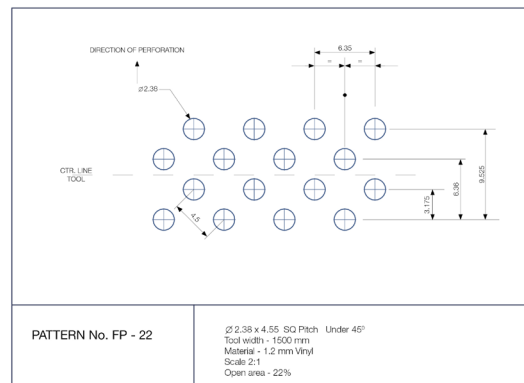 DIRECTION OF PERFORATION
6.35
= =
Ø2.38
CTR. LINE
TOOL
4.5
3.175
6.36
9.525
PATTERN No. FP - 22
Ø 2.38 x 4.55 SQ Pitch Under 45º
Tool width - 1500 mm
Material - 1.2 mm Vinyl
Scale 2:1
Open area - 22%